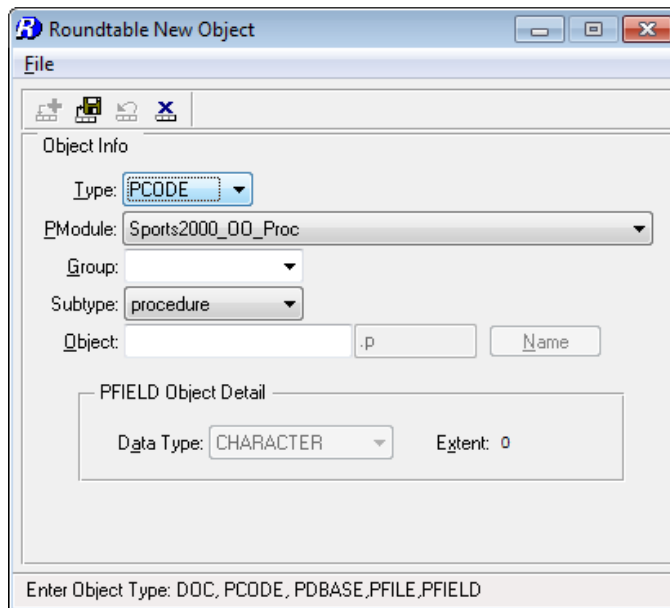 Roundtable New Object
File
Object Info
Type: PCODE
PModule: Sports2000_OO_Proc
Group:
Subtype: procedure
Object: .p Name
PFIELD Object Detail
Data Type: CHARACTER Extent: 0
Enter Object Type: DOC, PCODE, PDBASE,PFILE,PFIELD